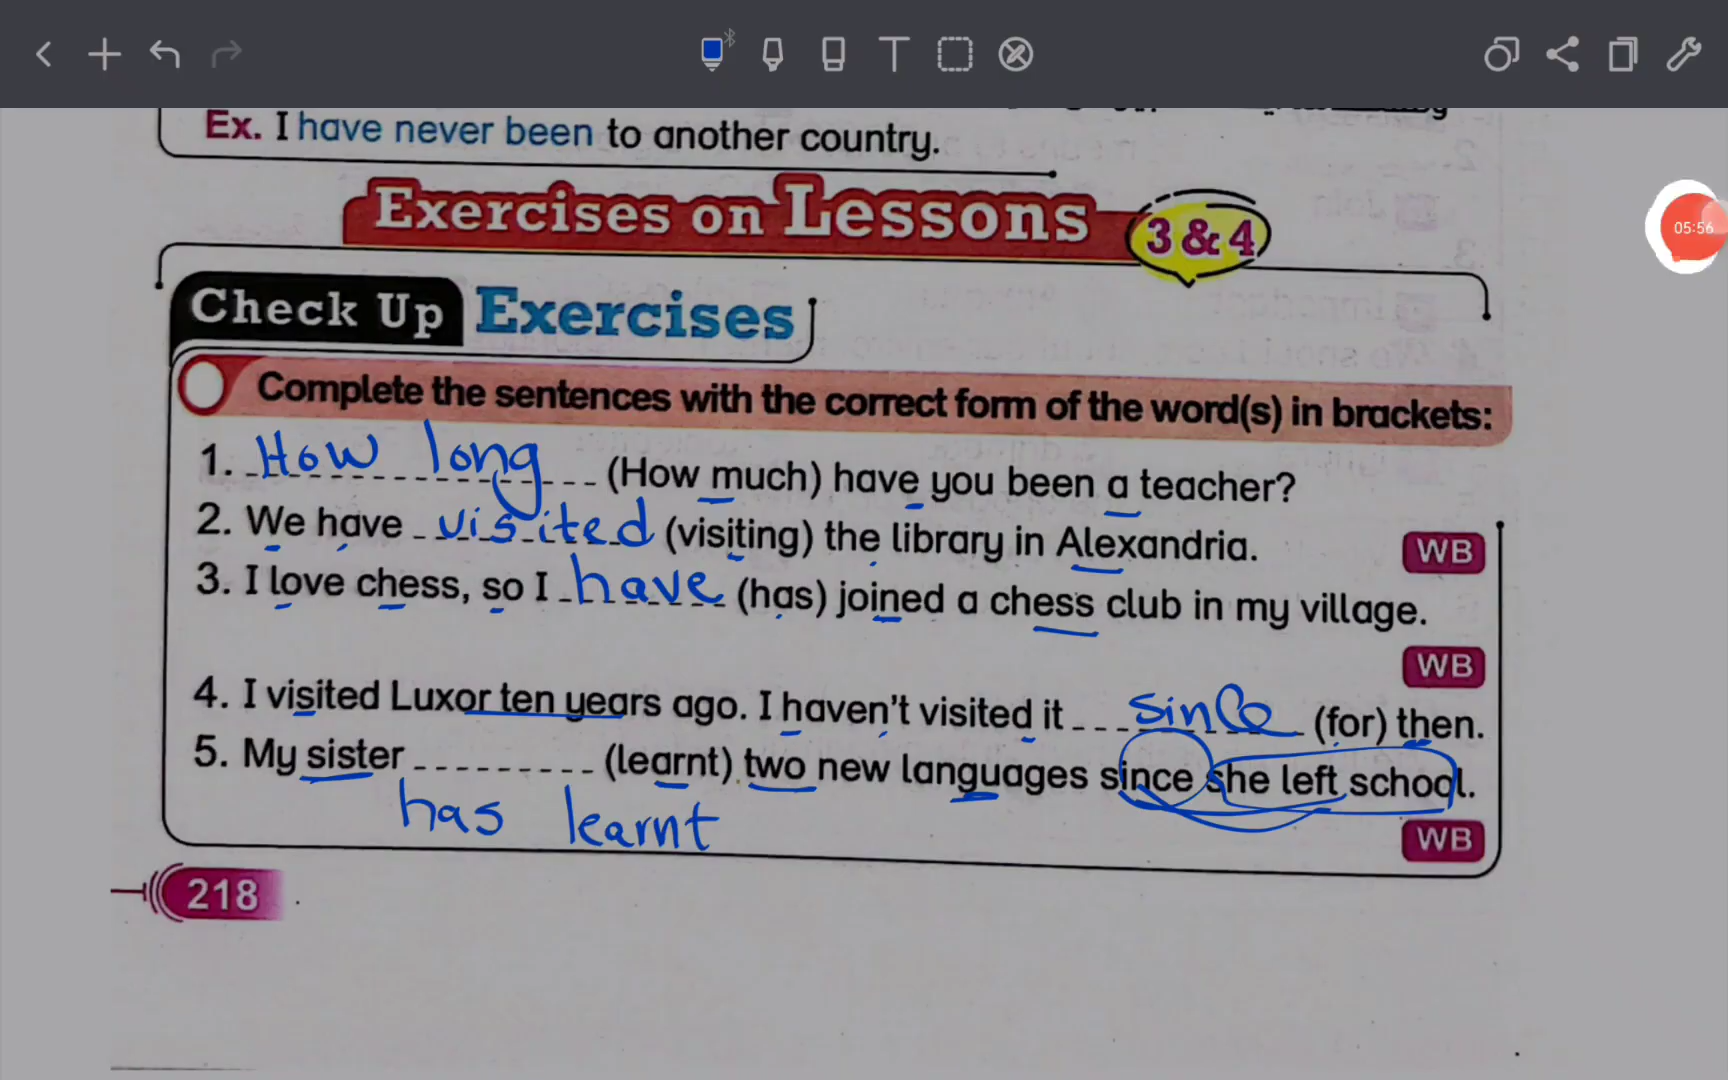 05:56
Ex. I have never been to another country.
Exercises on Lessons 3 & 4
Check Up Exercises
Complete the sentences with the correct form of the word(s) in brackets:
1. How long (How much) have you been a teacher?
2. We have visited (visiting) the library in Alexandria.
WB
3. I love chess, so I have (has) joined a chess club in my village.
WB
4. I visited Luxor ten years ago. I haven't visited it since (for) then.
5. My sister --------- (learnt) two new languages since she left school.
has learnt
WB
218